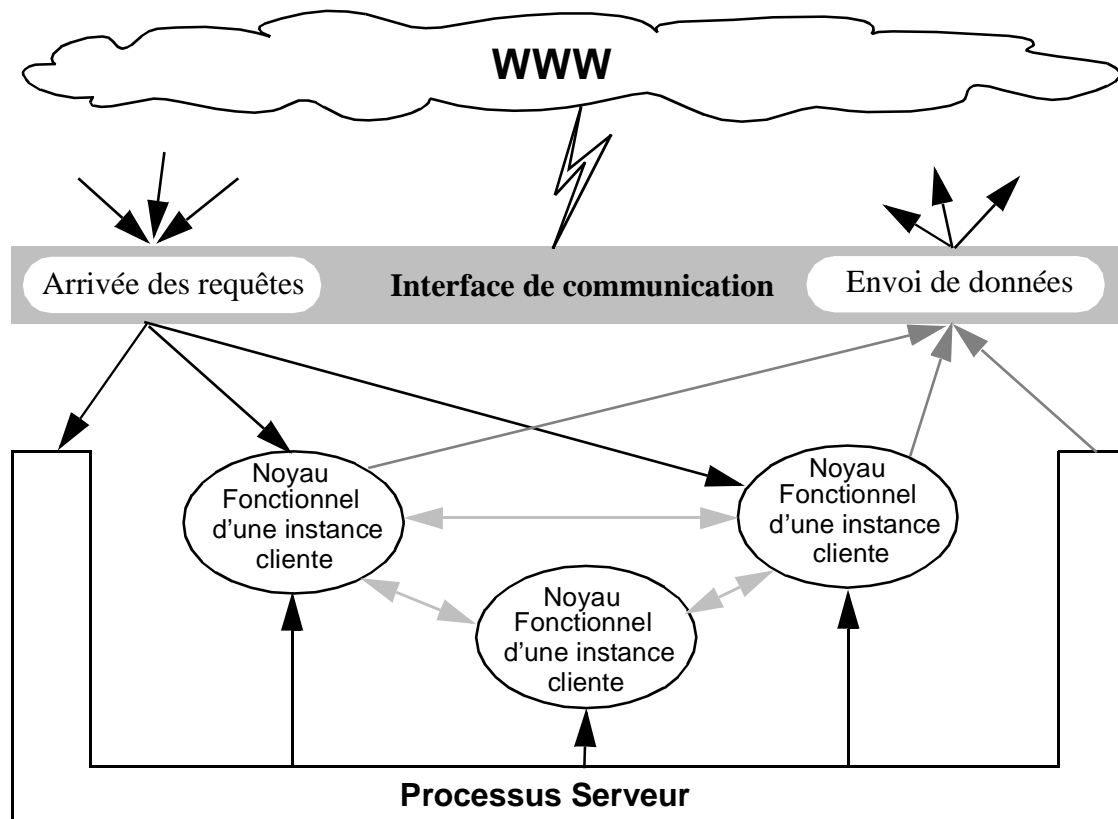 WWW
Arrivée des requêtes
Interface de communication
Envoi de données
Noyau
Fonctionnel
d'une instance
cliente
Noyau
Fonctionnel
d'une instance
cliente
Noyau
Fonctionnel
d'une instance
cliente
Processus Serveur